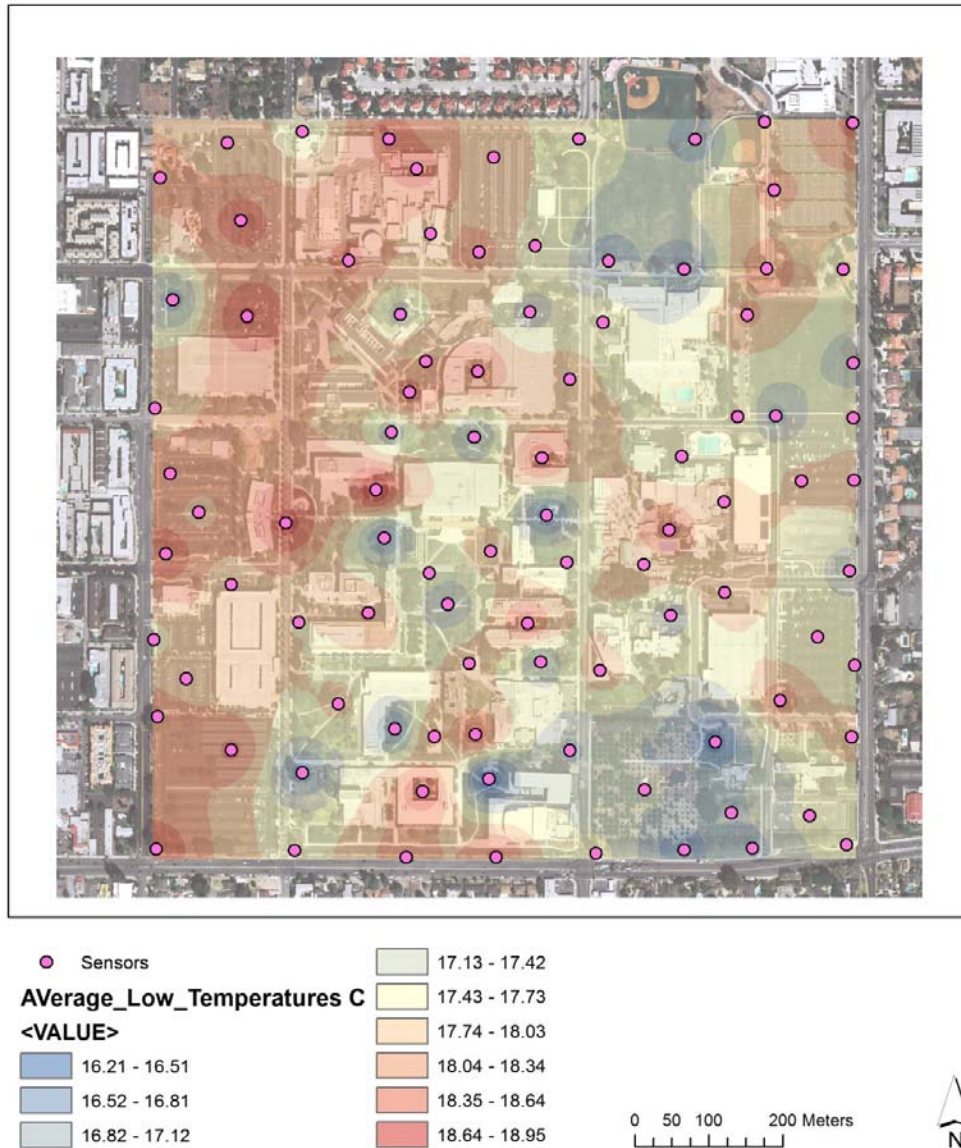 Sensors
AVerage_Low_Temperatures C
<VALUE>
16.21 - 16.51
16.52 - 16.81
16.82 - 17.12
17.13 - 17.42
17.43 - 17.73
17.74 - 18.03
18.04 - 18.34
18.35 - 18.64
18.64 - 18.95
0 50 100 200 Meters
N